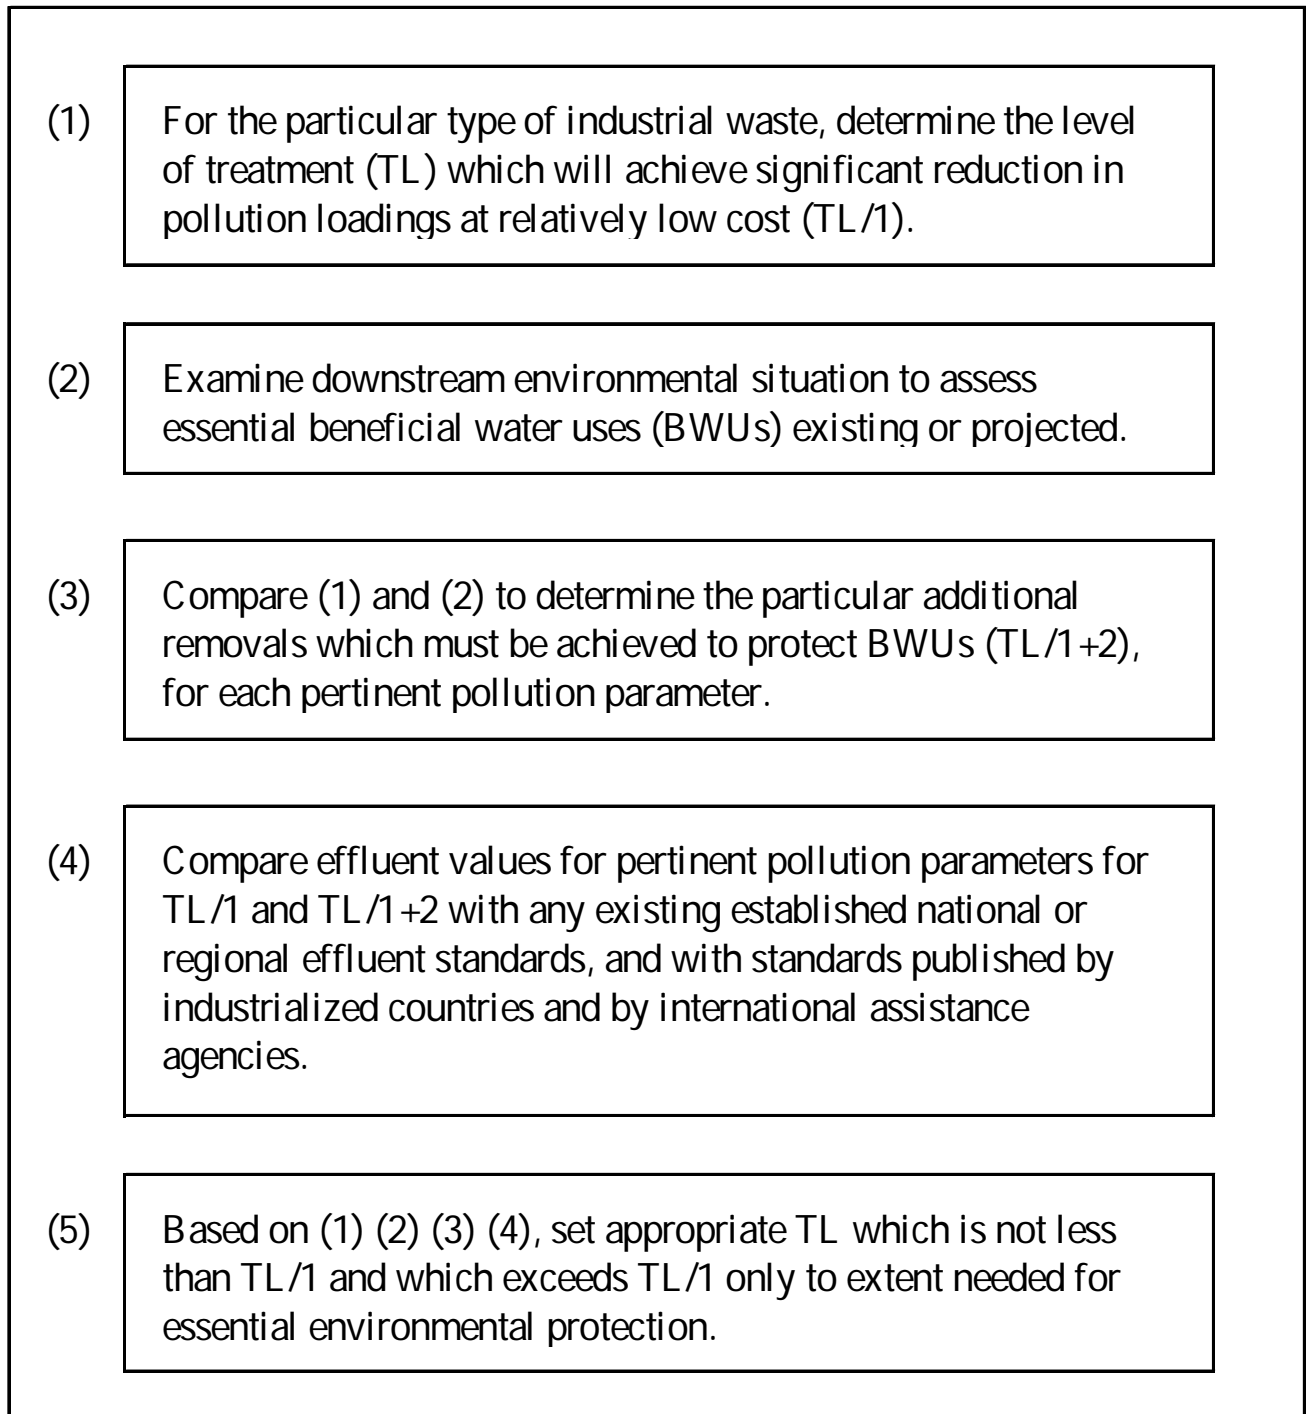 (1) For the particular type of industrial waste, determine the level
of treatment (TL) which will achieve significant reduction in
pollution loadings at relatively low cost (TL/1).
(2) Examine downstream environmental situation to assess
essential beneficial water uses (BWUs) existing or projected.
(3) Compare (1) and (2) to determine the particular additional
removals which must be achieved to protect BWUs (TL/1+2),
for each pertinent pollution parameter.
(4) Compare effluent values for pertinent pollution parameters for
TL/1 and TL/1+2 with any existing established national or
regional effluent standards, and with standards published by
industrialized countries and by international assistance
agencies.
(5) Based on (1) (2) (3) (4), set appropriate TL which is not less
than TL/1 and which exceeds TL/1 only to extent needed for
essential environmental protection.